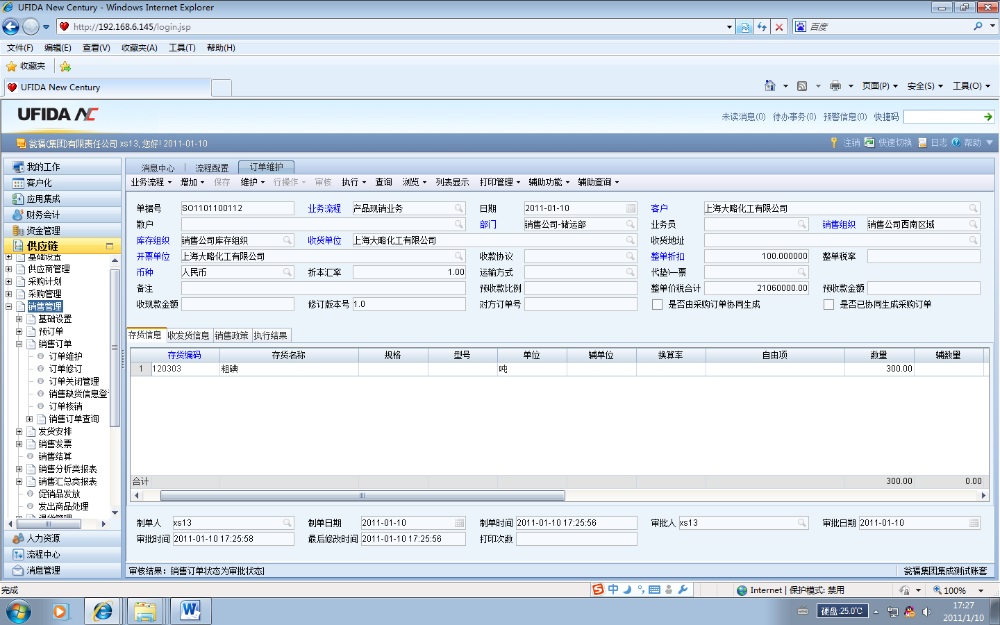 UFIDA New Century - Windows Internet Explorer
http://192.168.6.145/login.jsp
百度
文件(F) 编辑(E) 查看(V) 收藏夹(A) 工具(T) 帮助(H)
收藏夹
UFIDA New Century
页面(P) 安全(S) 工具(O)
UFIDA NC
未读消息(0) 待办事务(0) 预警信息(0) 快捷码
瓮福(集团)有限责任公司 xs13, 您好! 2011-01-10
注销 快速切换 日志 帮助
我的工作
客户化
应用集成
财务会计
资金管理
供应链
基础设置
供应商管理
采购计划
采购管理
销售管理
基础设置
预订单
销售订单
订单维护
订单修订
订单关闭管理
销售缺货信息登
订单核销
销售订单查询
发货安排
销售发票
销售结算
销售分析类报表
销售汇总类报表
促销品发放
发出商品处理
退货管理
人力资源
流程中心
消息管理
消息中心 流程配置 订单维护
业务流程 增加 保存 维护 行操作 审核 执行 查询 浏览 列表显示 打印管理 辅助功能 辅助查询
单据号 SO1101100112 业务流程 产品现销业务 日期 2011-01-10 客户 上海大略化工有限公司
散户 部门 销售公司-储运部 业务员 销售组织 销售公司西南区域
库存组织 销售公司库存组织 收货单位 上海大略化工有限公司 收货地址
开票单位 上海大略化工有限公司 收款协议 整单折扣 100.000000 整单税率
币种 人民币 折本汇率 1.00 运输方式 代垫\一票
备注 预收款比例 整单价税合计 21060000.00 预收款金额
收现款金额 修订版本号 1.0 对方订单号 是否由采购订单协同生成 是否已协同生成采购订单
存货信息 收发货信息 销售政策 执行结果
存货编码 存货名称 规格 型号 单位 辅单位 换算率 自由项 数量 辅数量
1 120303 粗碘 吨 300.00
合计 300.00 0.00
制单人 xs13 制单日期 2011-01-10 制单时间 2011-01-10 17:25:56 审批人 xs13 审批日期 2011-01-10
审批时间 2011-01-10 17:25:58 最后修改时间 2011-01-10 17:25:56 打印次数
审核结果: 销售订单状态为审批状态] 瓮福集团集成测试账套
完成
中
Internet | 保护模式: 禁用
100%
硬盘:25.0℃
17:27
2011/1/10